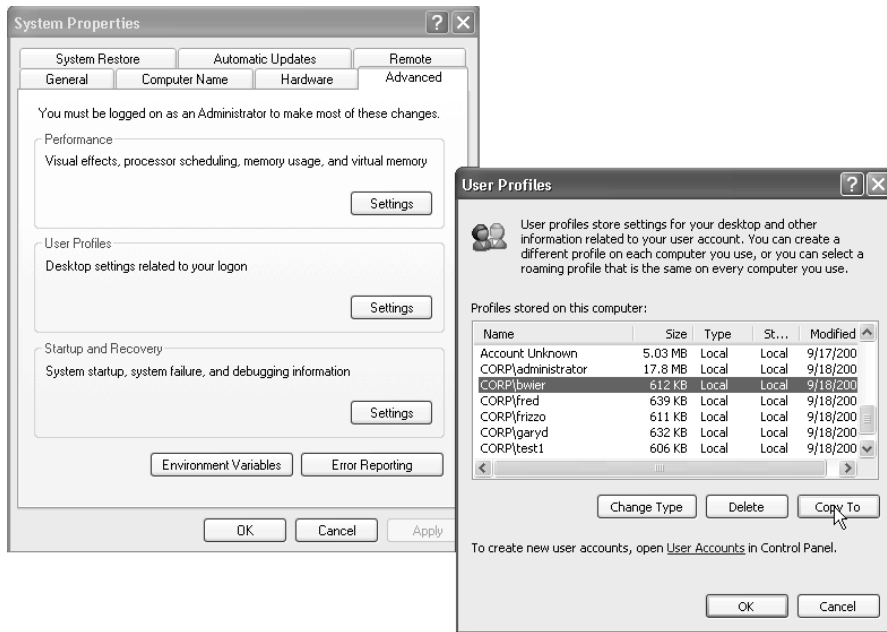 System Properties
System Restore Automatic Updates Remote
General Computer Name Hardware Advanced
You must be logged on as an Administrator to make most of these changes.
Performance
Visual effects, processor scheduling, memory usage, and virtual memory
Settings
User Profiles
Desktop settings related to your logon
Settings
Startup and Recovery
System startup, system failure, and debugging information
Settings
Environment Variables Error Reporting
OK Cancel Apply
User Profiles
User profiles store settings for your desktop and other
information related to your user account. You can create a
different profile on each computer you use, or you can select a
roaming profile that is the same on every computer you use.
Profiles stored on this computer:
Name Size Type St... Modified
Account Unknown 5.03 MB Local Local 9/17/200
CORP\administrator 17.8 MB Local Local 9/18/200
CORP\bwier 612 KB Local Local 9/18/200
CORP\fred 639 KB Local Local 9/18/200
CORP\frizzo 611 KB Local Local 9/18/200
CORP\garyd 632 KB Local Local 9/18/200
CORP\test1 606 KB Local Local 9/18/200
Change Type Delete Copy To
To create new user accounts, open User Accounts in Control Panel.
OK Cancel